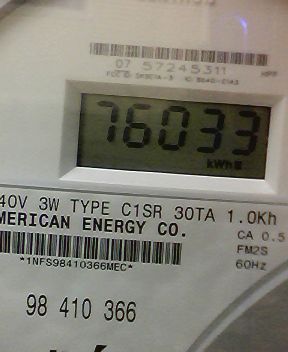 07 57245311
76033
kWh
40V 3W TYPE C1SR 30TA 1.0Kh
MERICAN ENERGY CO.
CA 0.5
FM2S
60Hz
*1NFS98410366MEC*
98 410 366